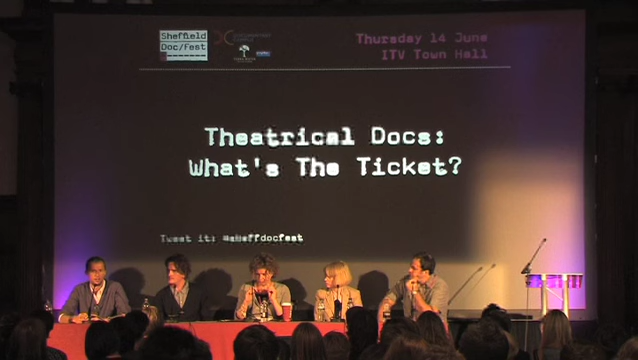 Sheffield
Doc/Fest
Thursday 14 June
ITV Town Hall
Theatrical Docs:
What's The Ticket?
Tweet it: #sheffdocfest